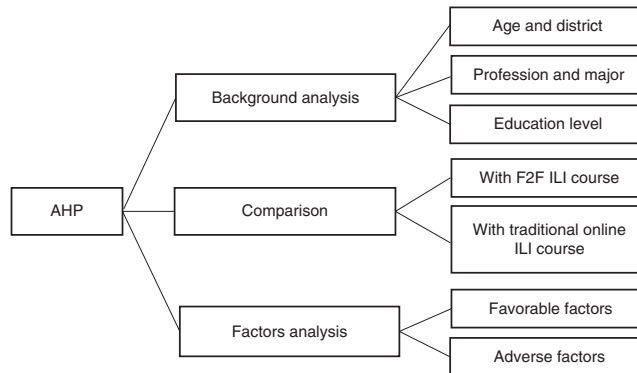 Age and district
Profession and major
Background analysis
Education level
With F2F ILI course
AHP
Comparison
With traditional online
ILI course
Favorable factors
Factors analysis
Adverse factors